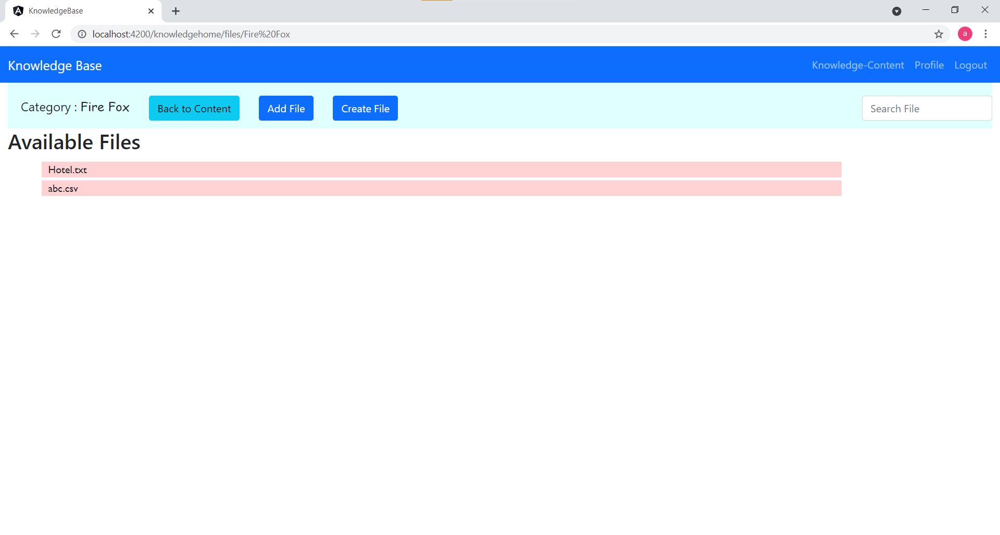 KnowledgeBase
localhost:4200/knowledgehome/files/Fire%20Fox
a
Knowledge Base
Knowledge-Content Profile Logout
Category : Fire Fox
Back to Content
Add File
Create File
Search File
Available Files
Hotel.txt
abc.csv